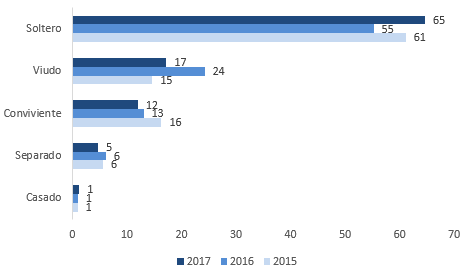 Soltero 65
55
61
Viudo 17
24
15
Conviviente 12
13
16
Separado 5
6
6
Casado 1
1
1
0 10 20 30 40 50 60 70
2017 2016 2015